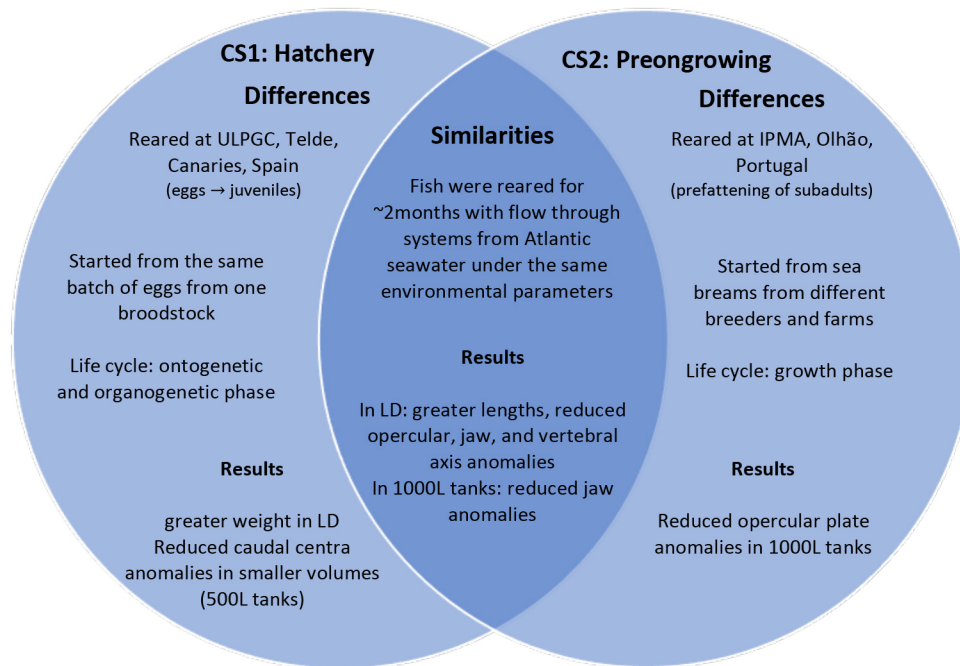 CS1: Hatchery
Differences
Reared at ULPGC, Telde,
Canaries, Spain
(eggs → juveniles)
Started from the same
batch of eggs from one
broodstock
Life cycle: ontogenetic
and organogenetic phase
Results
greater weight in LD
Reduced caudal centra
anomalies in smaller volumes
(500L tanks)
Similarities
Fish were reared for
~2months with flow through
systems from Atlantic
seawater under the same
environmental parameters
Results
In LD: greater lengths, reduced
opercular, jaw, and vertebral
axis anomalies
In 1000L tanks: reduced jaw
anomalies
CS2: Preongrowing
Differences
Reared at IPMA, Olhão,
Portugal
(prefattening of subadults)
Started from sea
breams from different
breeders and farms
Life cycle: growth phase
Results
Reduced opercular plate
anomalies in 1000L tanks